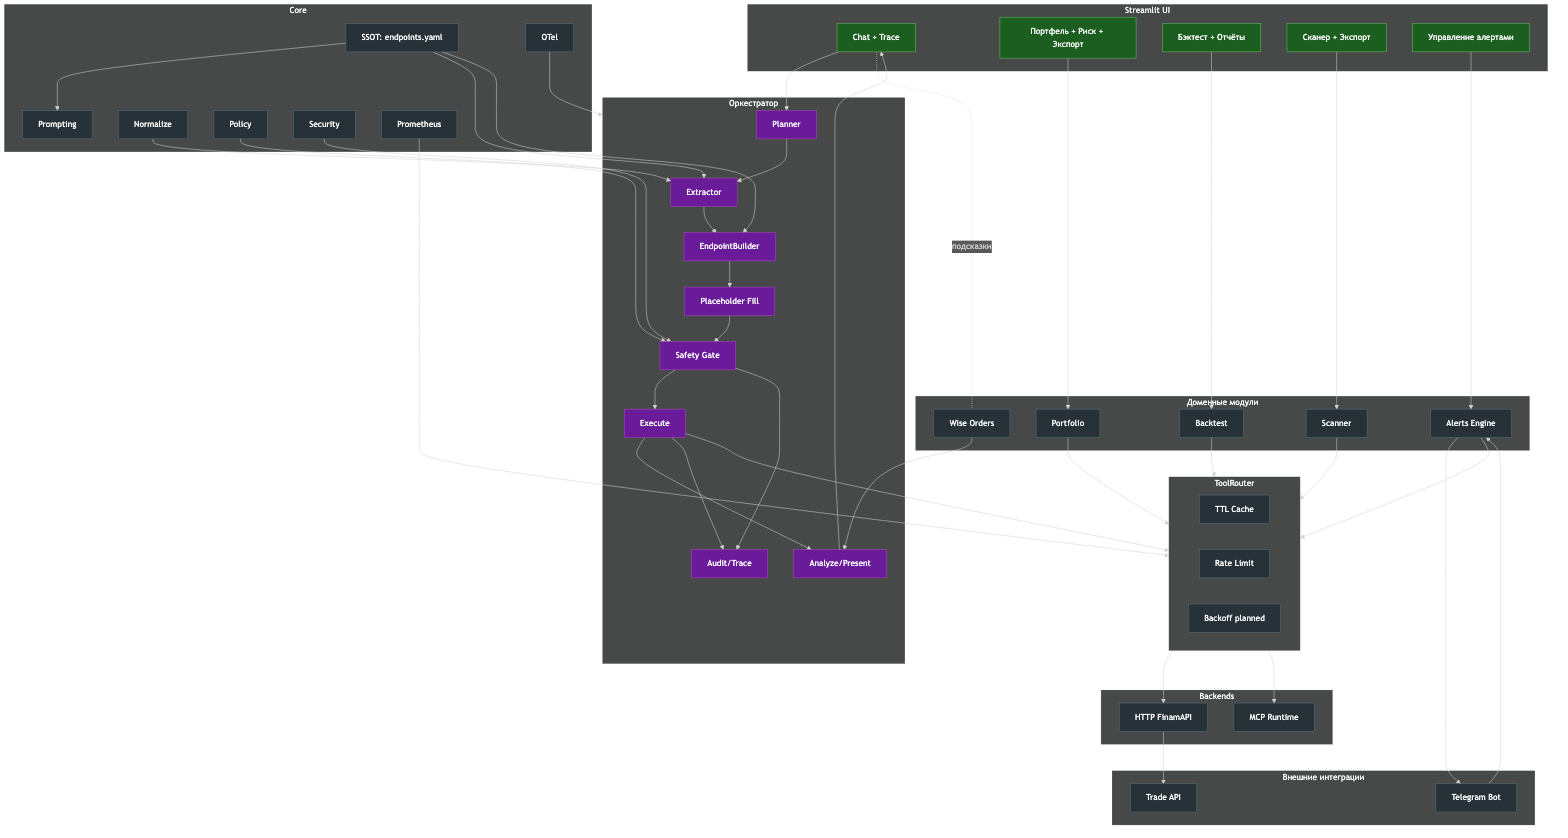 Core
SSOT: endpoints.yaml
OTel
Prompting
Normalize
Policy
Security
Prometheus
Streamlit UI
Chat + Trace
Портфель + Риск +
Экспорт
Бэктест + Отчёты
Сканер + Экспорт
Управление алертами
Оркестратор
Planner
Extractor
EndpointBuilder
Placeholder Fill
Safety Gate
Execute
Audit/Trace
Analyze/Present
подсказки
Доменные модули
Wise Orders
Portfolio
Backtest
Scanner
Alerts Engine
ToolRouter
TTL Cache
Rate Limit
Backoff planned
Backends
HTTP FinamAPI
MCP Runtime
Внешние интеграции
Trade API
Telegram Bot